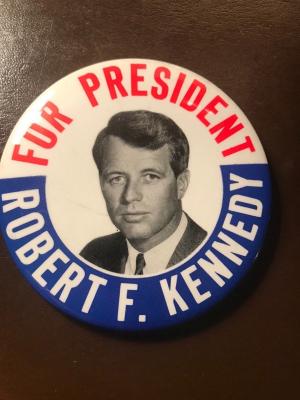 FOR PRESIDENT
ROBERT F. KENNEDY